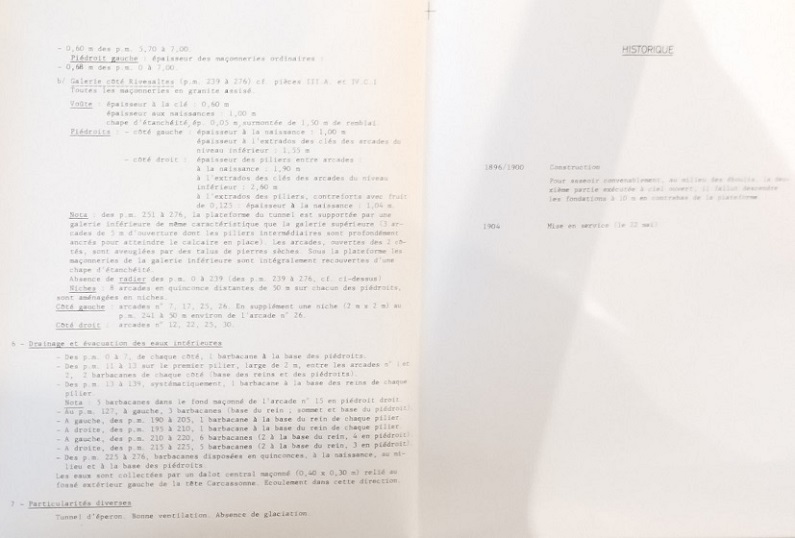 - 0,60 m des p.m. 5,70 à 7,00.
Piédroit gauche : épaisseur des maçonneries ordinaires :
- 0,68 m des p.m. 0 à 7,00.
b/ Galerie côté Rivesaltes (p.m. 239 à 276) cf. pièces III.A. et IV.C.1
Toutes les maçonneries en granite assisé.
Voûte : épaisseur à la clé : 0,60 m
épaisseur aux naissances : 1,00 m
chape d'étanchéité, ép. 0,05 m, surmontée de 1,50 m de remblai.
Piédroits : - côté gauche : épaisseur à la naissance : 1,00 m
épaisseur à l'extrados des clés des arcades du
niveau inférieur : 1,35 m
- côté droit : épaisseur des piliers entre arcades :
à la naissance : 1,90 m
à l'extrados des clés des arcades du niveau
inférieur : 2,60 m
à l'extrados des piliers, contreforts avec fruit
de 0,125 : épaisseur à la naissance : 1,04 m.
Nota : des p.m. 251 à 276, la plateforme du tunnel est supportée par une
galerie inférieure de même caractéristique que la galerie supérieure (3 ar-
cades de 5 m d'ouverture dont les piliers intermédiaires sont profondément
ancrés pour atteindre le calcaire en place). Les arcades, ouvertes des 2 cô-
tés, sont aveuglées par des talus de pierres sèches. Sous la plateforme les
maçonneries de la galerie inférieure sont intégralement recouvertes d'une
chape d'étanchéité.
Absence de radier des p.m. 0 à 239 (des p.m. 239 à 276, cf. ci-dessus)
Niches : 8 arcades en quinconce distantes de 50 m sur chacun des piédroits,
sont aménagées en niches.
Côté gauche : arcades n° 7, 17, 25, 26. En supplément une niche (2 m x 2 m) au
p.m. 241 à 50 m environ de l'arcade n° 26.
Côté droit : arcades n° 12, 22, 25, 30.
6 - Drainage et évacuation des eaux intérieures
- Des p.m. 0 à 7, de chaque côté, 1 barbacane à la base des piédroits.
- Des p.m. 11 à 13 sur le premier pilier, large de 2 m, entre les arcades n° 1 et
2, 2 barbacanes de chaque côté (base des reins et des piédroits)
- Des p.m. 13 à 139, systématiquement, 1 barbacane à la base des reins de chaque
pilier.
Nota : 5 barbacanes dans le fond maçonné de l'arcade n° 15 en piédroit droit.
- Au p.m. 127, à gauche, 3 barbacanes (base du rein ; sommet et base du piédroit)
- A gauche, des p.m. 190 à 205, 1 barbacane à la base du rein de chaque pilier.
- A droite, des p.m. 195 à 210, 1 barbacane à la base du rein de chaque pilier.
- A gauche, des p.m. 210 à 220, 6 barbacanes (2 à la base du rein, 4 en piédroit)
- A droite, des p.m. 215 à 225, 5 barbacanes (2 à la base du rein, 3 en piédroit).
- Des p.m. 225 à 276, barbacanes disposées en quinconces, à la naissance, au mi-
lieu et à la base des piédroits.
Les eaux sont collectées par un dalot central maçonné (0,40 x 0,30 m) relié au
fossé extérieur gauche de la tête Carcassonne. Ecoulement dans cette direction.
7 - Particularités diverses
Tunnel d'éperon. Bonne ventilation. Absence de glaciation.
HISTORIQUE
1896/1900 Construction
Pour asseoir convenablement, au milieu des éboulis, la deu-
xième partie exécutée à ciel ouvert, il fallut descendre
les fondations à 10 m en contrebas de la plateforme
1904 Mise en service (le 22 mai)